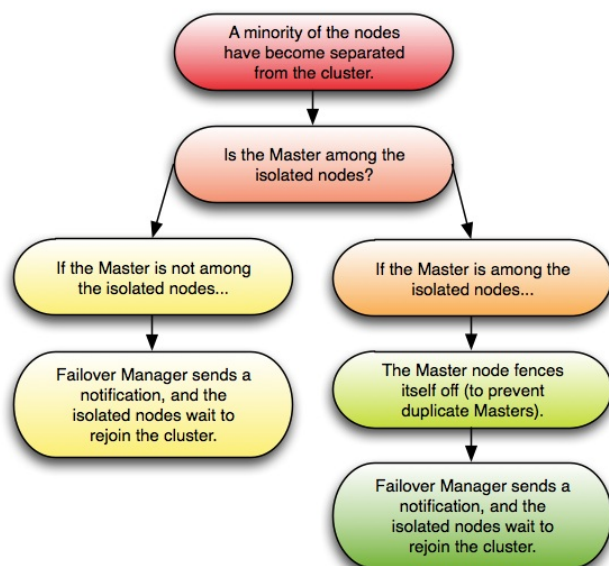 A minority of the nodes
have become separated
from the cluster.
Is the Master among the
isolated nodes?
If the Master is not among
the isolated nodes...
If the Master is among the
isolated nodes...
Failover Manager sends a
notification, and the
isolated nodes wait to
rejoin the cluster.
The Master node fences
itself off (to prevent
duplicate Masters).
Failover Manager sends a
notification, and the
isolated nodes wait to
rejoin the cluster.